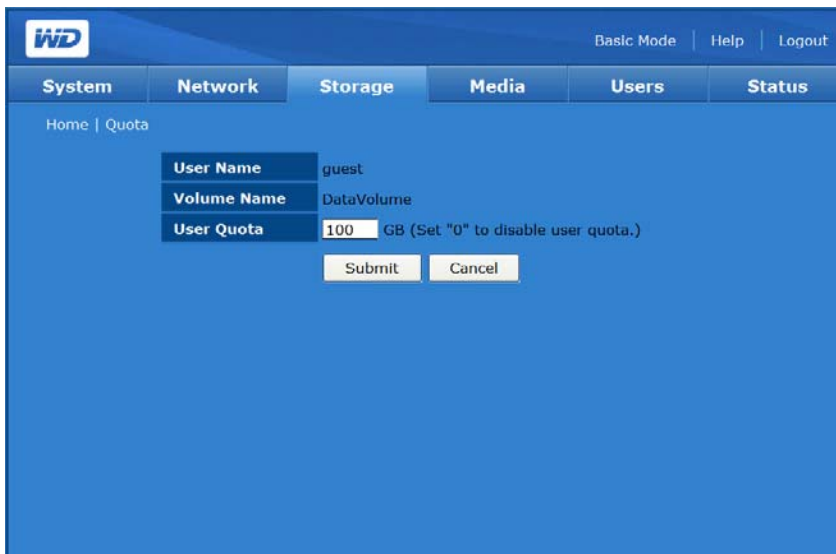 WD
Basic Mode | Help | Logout
System Network Storage Media Users Status
Home | Quota
User Name guest
Volume Name DataVolume
User Quota 100 GB (Set "0" to disable user quota.)
Submit Cancel